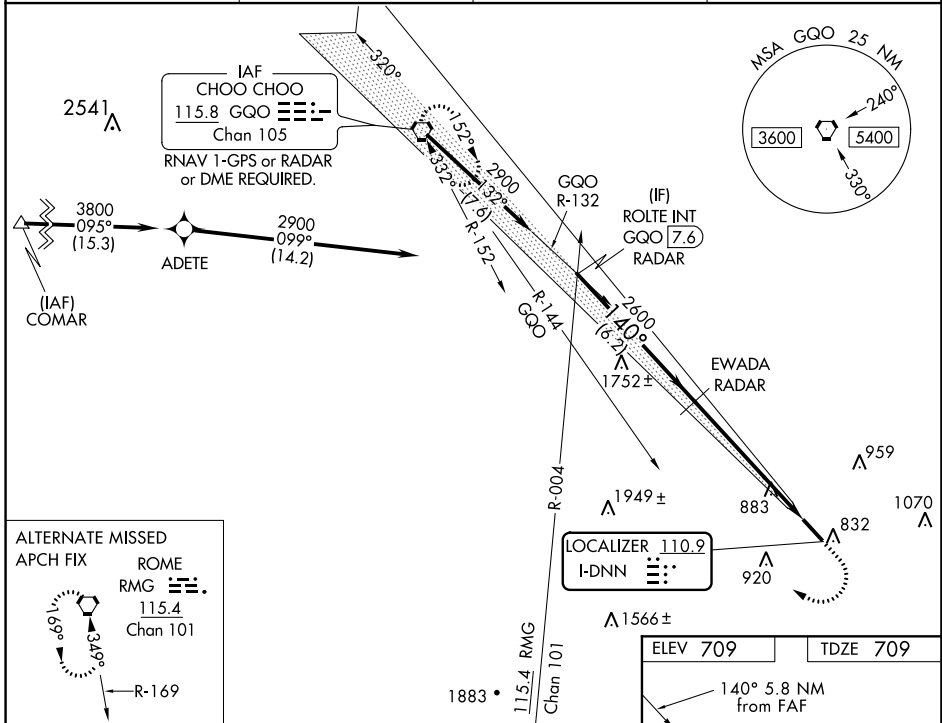 IAF
CHOO CHOO
115.8 GQO
Chan 105
RNAV 1-GPS or RADAR
or DME REQUIRED.
2541
320°
152°
332°
132°
2900
(7.6)
R-152
GQO
R-144
GQO
R-132
(IF)
ROLTE INT
GQO 7.6
RADAR
MSA GQO 25 NM
240°
3600
5400
330°
3800
095°
(15.3)
ADETE
2900
099°
(14.2)
(IAF)
COMAR
2600
140°
(6.2)
1752±
EWADA
RADAR
959
883
1070
832
1949±
R-004
LOCALIZER 110.9
I-DNN
920
1566±
ALTERNATE MISSED
APCH FIX
ROME
RMG
115.4
Chan 101
169°
349°
R-169
1883
115.4 RMG
Chan 101
ELEV 709
TDZE 709
140° 5.8 NM
from FAF